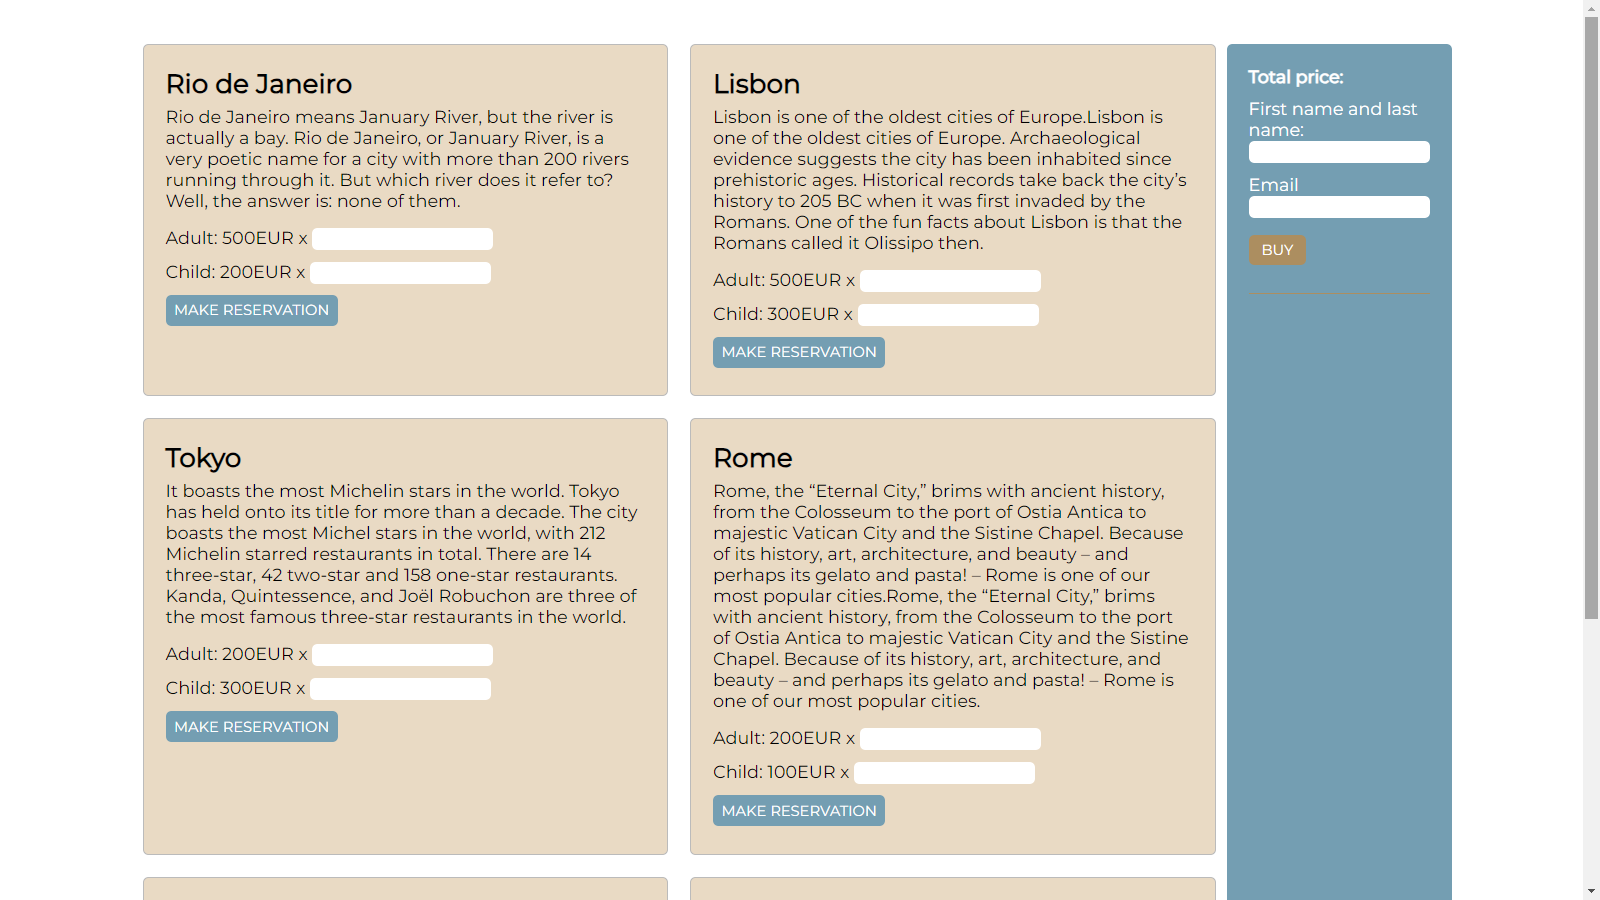 Rio de Janeiro
Rio de Janeiro means January River, but the river is
actually a bay. Rio de Janeiro, or January River, is a
very poetic name for a city with more than 200 rivers
running through it. But which river does it refer to?
Well, the answer is: none of them.
Adult: 500EUR x
Child: 200EUR x
MAKE RESERVATION
Lisbon
Lisbon is one of the oldest cities of Europe.Lisbon is
one of the oldest cities of Europe. Archaeological
evidence suggests the city has been inhabited since
prehistoric ages. Historical records take back the city’s
history to 205 BC when it was first invaded by the
Romans. One of the fun facts about Lisbon is that the
Romans called it Olissipo then.
Adult: 500EUR x
Child: 300EUR x
MAKE RESERVATION
Tokyo
It boasts the most Michelin stars in the world. Tokyo
has held onto its title for more than a decade. The city
boasts the most Michel stars in the world, with 212
Michelin starred restaurants in total. There are 14
three-star, 42 two-star and 158 one-star restaurants.
Kanda, Quintessence, and Joël Robuchon are three of
the most famous three-star restaurants in the world.
Adult: 200EUR x
Child: 300EUR x
MAKE RESERVATION
Rome
Rome, the “Eternal City,” brims with ancient history,
from the Colosseum to the port of Ostia Antica to
majestic Vatican City and the Sistine Chapel. Because
of its history, art, architecture, and beauty – and
perhaps its gelato and pasta! – Rome is one of our
most popular cities.Rome, the “Eternal City,” brims
with ancient history, from the Colosseum to the port
of Ostia Antica to majestic Vatican City and the Sistine
Chapel. Because of its history, art, architecture, and
beauty – and perhaps its gelato and pasta! – Rome is
one of our most popular cities.
Adult: 200EUR x
Child: 100EUR x
MAKE RESERVATION
Total price:
First name and last
name:
Email
BUY